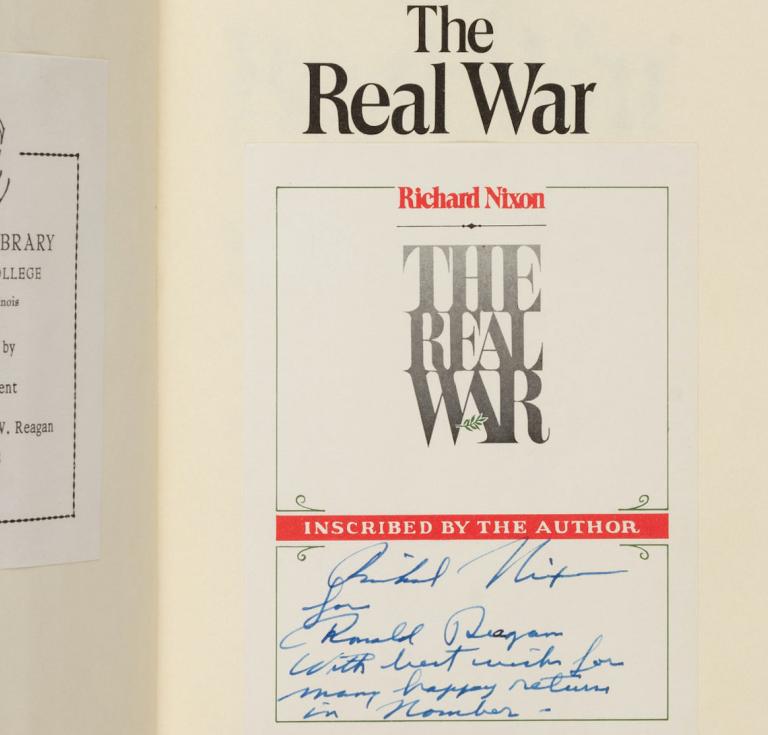 BRARY
OLLEGE
nois
by
ent
W. Reagan
The
Real War
Richard Nixon
THE
REAL
WAR
INSCRIBED BY THE AUTHOR
Richard Nixon
for
Ronald Reagan
With best wishes for
many happy returns
in November -